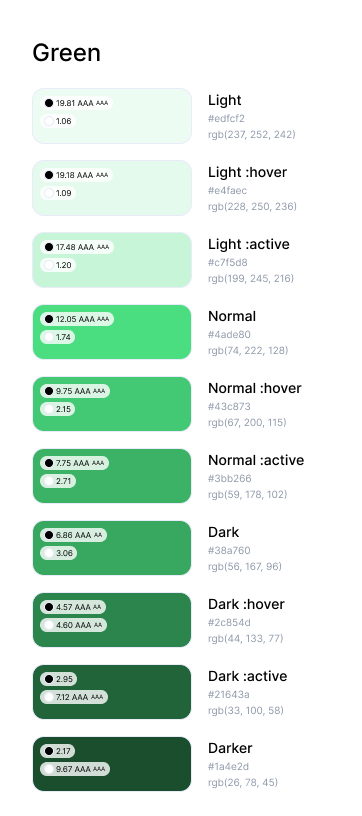 Green
19.81 AAA AAA
1.06
Light
#edfcf2
rgb(237, 252, 242)
19.18 AAA AAA
1.09
Light :hover
#e4faec
rgb(228, 250, 236)
17.48 AAA AAA
1.20
Light :active
#c7f5d8
rgb(199, 245, 216)
12.05 AAA AAA
1.74
Normal
#4ade80
rgb(74, 222, 128)
9.75 AAA AAA
2.15
Normal :hover
#43c873
rgb(67, 200, 115)
7.75 AAA AAA
2.71
Normal :active
#3bb266
rgb(59, 178, 102)
6.86 AAA AA
3.06
Dark
#38a760
rgb(56, 167, 96)
4.57 AAA AA
4.60 AAA AA
Dark :hover
#2c854d
rgb(44, 133, 77)
2.95
7.12 AAA AAA
Dark :active
#21643a
rgb(33, 100, 58)
2.17
9.67 AAA AAA
Darker
#1a4e2d
rgb(26, 78, 45)